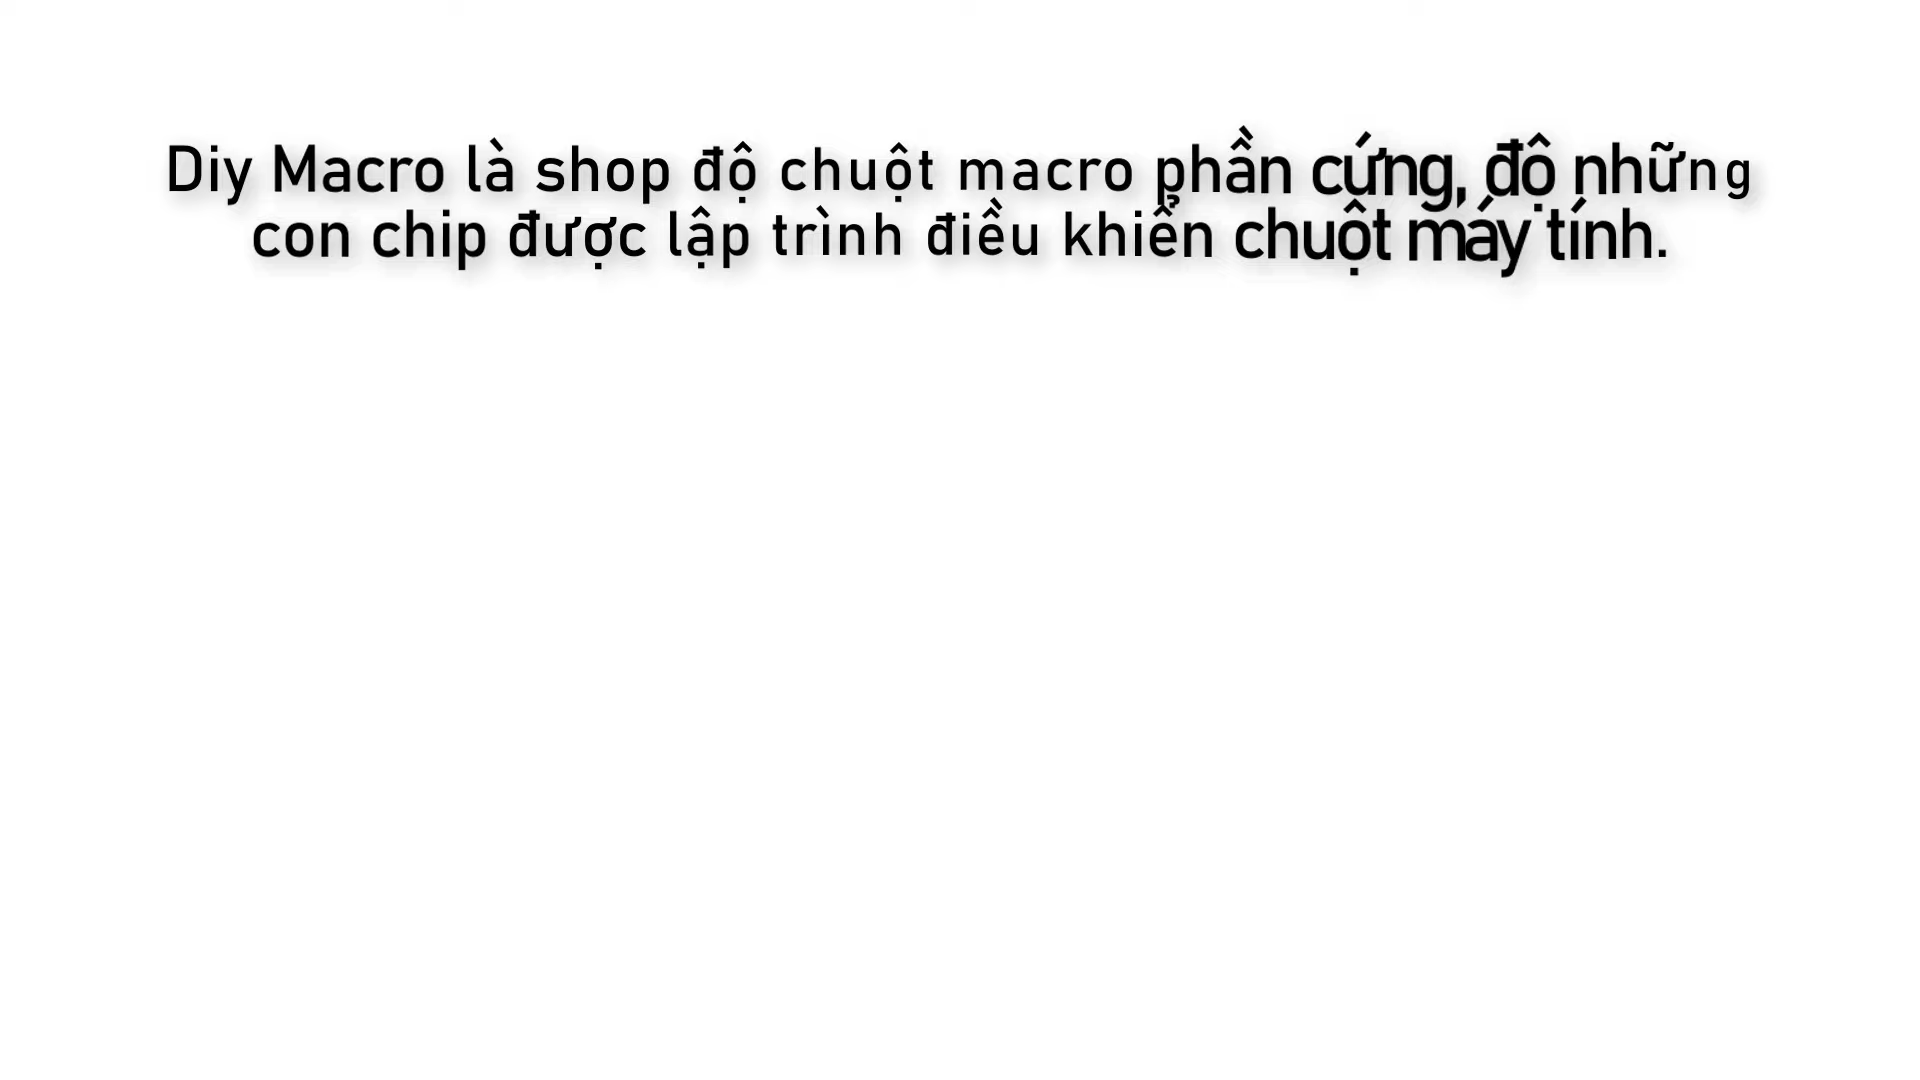 Diy Macro là shop độ chuột macro phần cứng, độ những
con chip được lập trình điều khiển chuột máy tính.